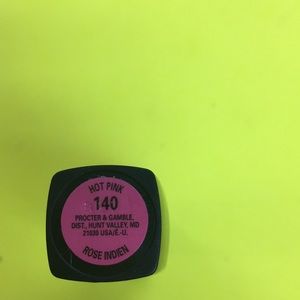 HOT PINK
140
PROCTER & GAMBLE,
DIST., HUNT VALLEY, MD
21030 USA/É.-U.
ROSE INDIEN